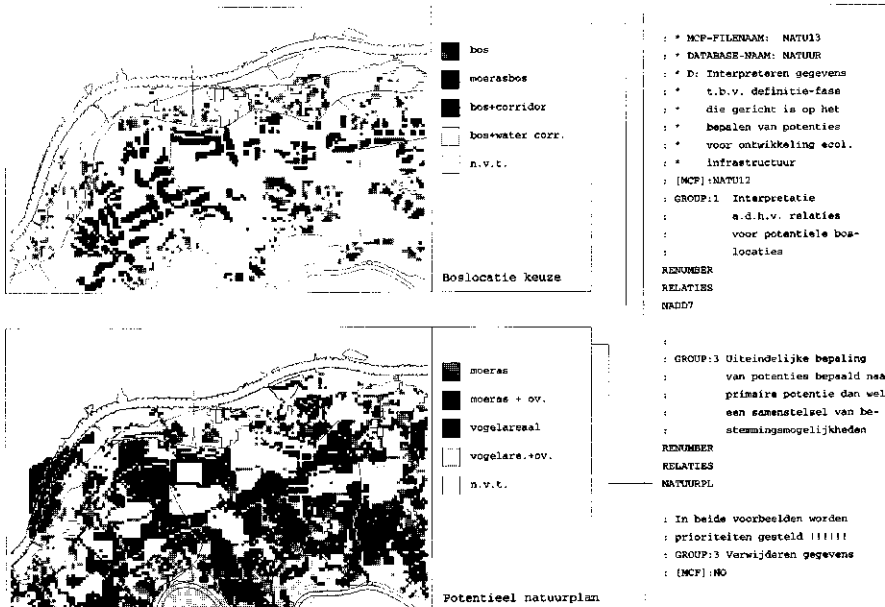 bos
moerasbos
bos+corridor
bos+water corr.
n.v.t.
Boslocatie keuze
moeras
moeras + ov.
vogelareaal
vogelare.+ov.
n.v.t.
Potentieel natuurplan
: * MCP-FILENAAM: NATU13
: * DATABASE-NAAM: NATUUR
: * D: Interpreteren gegevens
: * t.b.v. definitie-fase
: * die gericht is op het
: * bepalen van potenties
: * voor ontwikkeling ecol.
: * infrastructuur
: [MCF]:NATU12
: GROUP:1 Interpretatie
: a.d.h.v. relaties
: voor potentiele bos-
: locaties
RENUMBER
RELATIES
NADD7
:
: GROUP:3 Uiteindelijke bepaling
: van potenties bepaald naa
: primaire potentie dan wel
: een samenstelsel van be-
: stemmingsmogelijkheden
RENUMBER
RELATIES
NATUURPL
: In beide voorbeelden worden
: prioriteiten gesteld !!!!!!
: GROUP:3 Verwijderen gegevens
: [MCF]:NO